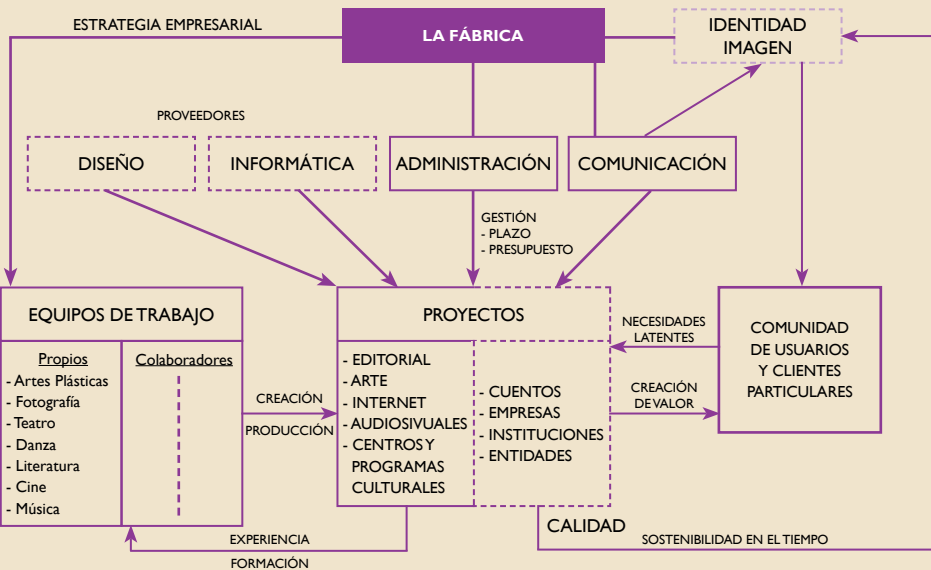 ESTRATEGIA EMPRESARIAL
LA FÁBRICA
IDENTIDAD
IMAGEN
PROVEEDORES
DISEÑO
INFORMÁTICA
ADMINISTRACIÓN
COMUNICACIÓN
GESTIÓN
- PLAZO
- PRESUPUESTO
EQUIPOS DE TRABAJO
Propios
- Artes Plásticas
- Fotografía
- Teatro
- Danza
- Literatura
- Cine
- Música
Colaboradores
CREACIÓN
PRODUCCIÓN
PROYECTOS
- EDITORIAL
- ARTE
- INTERNET
- AUDIOSIVUALES
- CENTROS Y
PROGRAMAS
CULTURALES
- CUENTOS
- EMPRESAS
- INSTITUCIONES
- ENTIDADES
NECESIDADES
LATENTES
CREACIÓN
DE VALOR
COMUNIDAD
DE USUARIOS
Y CLIENTES
PARTICULARES
EXPERIENCIA
FORMACIÓN
CALIDAD
SOSTENIBILIDAD EN EL TIEMPO